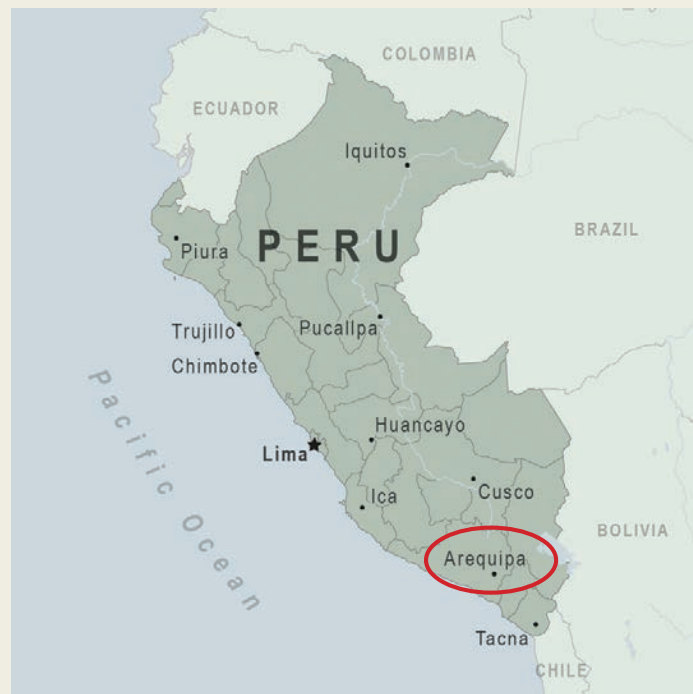 COLOMBIA
ECUADOR
Iquitos
BRAZIL
PERU
Piura
Pucallpa
Trujillo
Chimbote
Pacific Ocean
Huancayo
Lima
Cusco
Ica
BOLIVIA
Arequipa
Tacna
CHILE